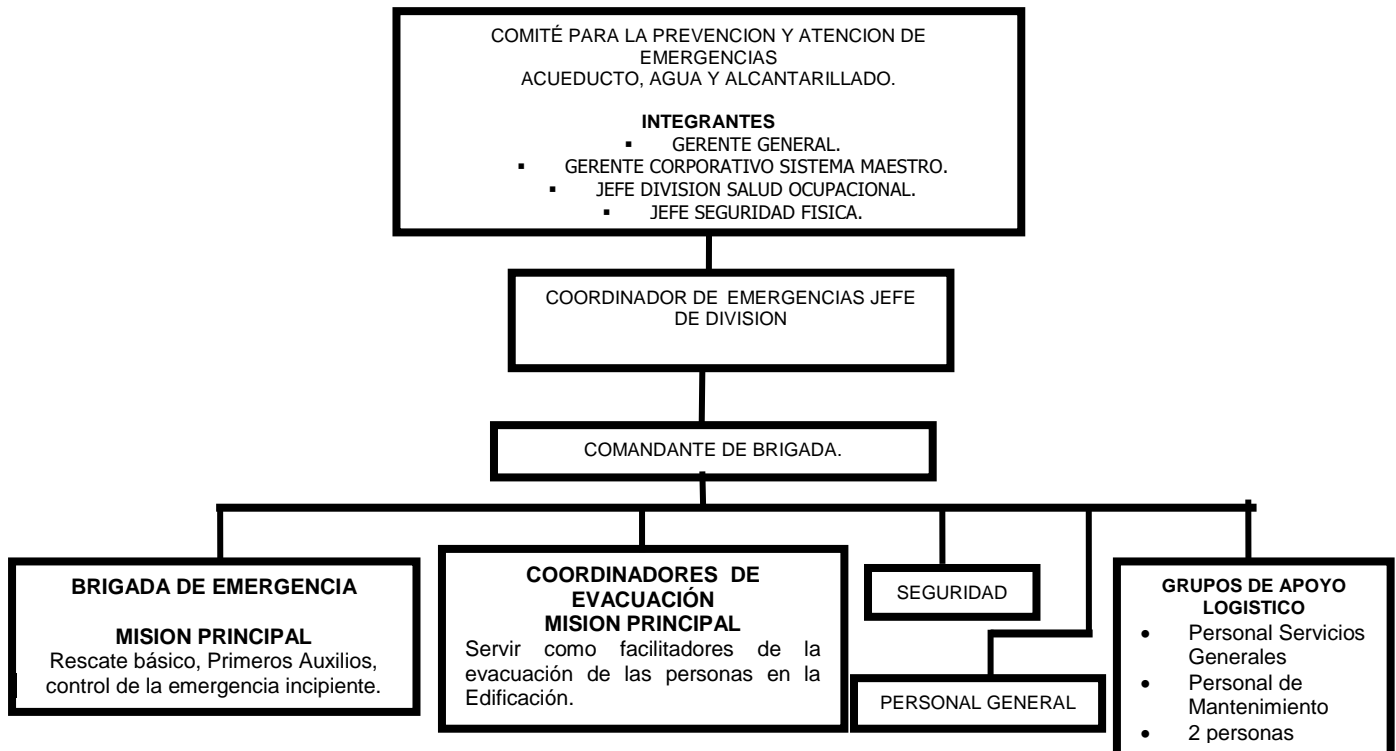 COMITÉ PARA LA PREVENCION Y ATENCION DE
EMERGENCIAS
ACUEDUCTO, AGUA Y ALCANTARILLADO.
INTEGRANTES
▪ GERENTE GENERAL.
▪ GERENTE CORPORATIVO SISTEMA MAESTRO.
▪ JEFE DIVISION SALUD OCUPACIONAL.
▪ JEFE SEGURIDAD FISICA.
COORDINADOR DE EMERGENCIAS JEFE
DE DIVISION
COMANDANTE DE BRIGADA.
BRIGADA DE EMERGENCIA
MISION PRINCIPAL
Rescate básico, Primeros Auxilios,
control de la emergencia incipiente.
COORDINADORES DE
EVACUACIÓN
MISION PRINCIPAL
Servir como facilitadores de la
evacuación de las personas en la
Edificación.
SEGURIDAD
PERSONAL GENERAL
GRUPOS DE APOYO
LOGISTICO
• Personal Servicios
Generales
• Personal de
Mantenimiento
• 2 personas